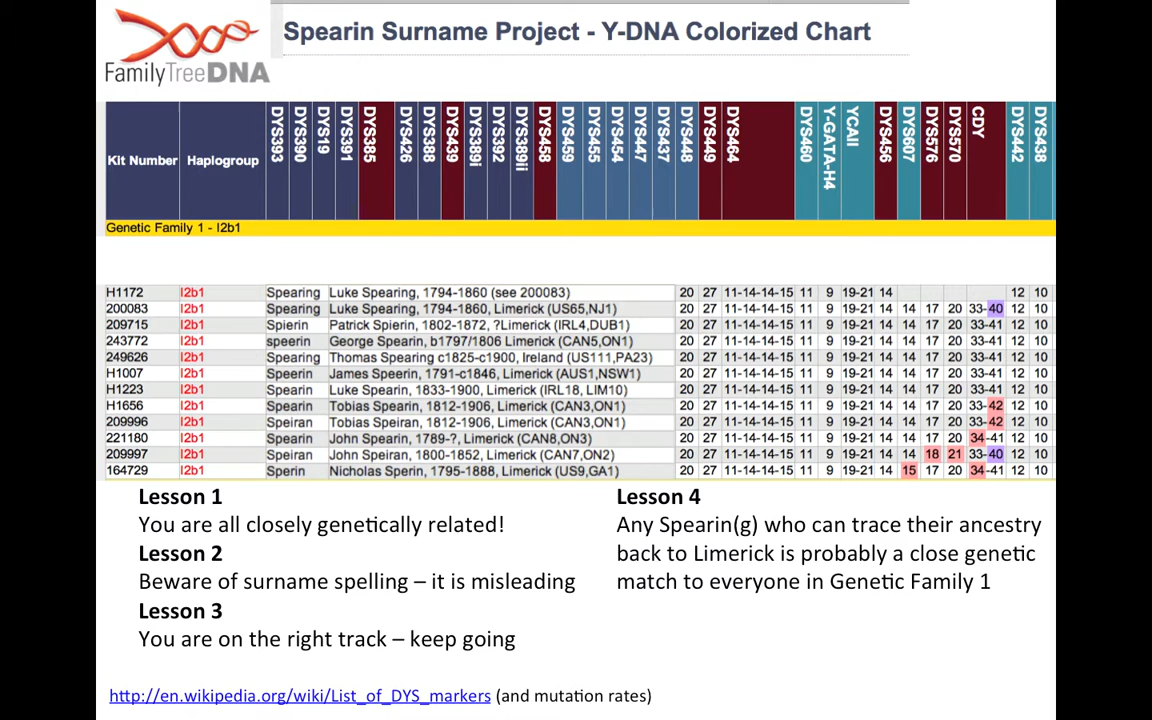 Spearin Surname Project - Y-DNA Colorized Chart
FamilyTreeDNA
Kit Number Haplogroup DYS393 DYS390 DYS19 DYS391 DYS385 DYS426 DYS388 DYS439 DYS389i DYS392 DYS389ii DYS458 DYS459 DYS455 DYS454 DYS447 DYS437 DYS448 DYS449 DYS464 DYS460 Y-GATA-H4 YCAII DYS456 DYS607 DYS576 DYS570 CDY DYS442 DYS438
Genetic Family 1 - I2b1
H1172 I2b1 Spearing Luke Spearing, 1794-1860 (see 200083) 20 27 11-14-14-15 11 9 19-21 14 12 10
200083 I2b1 Spearing Luke Spearing, 1794-1860, Limerick (US65,NJ1) 20 27 11-14-14-15 11 9 19-21 14 14 17 20 33-40 12 10
209715 I2b1 Spierin Patrick Spierin, 1802-1872, ?Limerick (IRL4,DUB1) 20 27 11-14-14-15 11 9 19-21 14 14 17 20 33-41 12 10
243772 I2b1 speerin George Spearin, b1797/1806 Limerick (CAN5,ON1) 20 27 11-14-14-15 11 9 19-21 14 14 17 20 33-41 12 10
249626 I2b1 Spearing Thomas Spearing c1825-c1900, Ireland (US111,PA23) 20 27 11-14-14-15 11 9 19-21 14 14 17 20 33-41 12 10
H1007 I2b1 Speerin James Speerin, 1791-c1846, Limerick (AUS1,NSW1) 20 27 11-14-14-15 11 9 19-21 14 14 17 20 33-41 12 10
H1223 I2b1 Spearin Luke Spearin, 1833-1900, Limerick (IRL18, LIM10) 20 27 11-14-14-15 11 9 19-21 14 14 17 20 33-41 12 10
H1656 I2b1 Spearin Tobias Spearin, 1812-1906, Limerick (CAN3,ON1) 20 27 11-14-14-15 11 9 19-21 14 14 17 20 33-42 12 10
209996 I2b1 Speiran Tobias Speiran, 1812-1906, Limerick (CAN3,ON1) 20 27 11-14-14-15 11 9 19-21 14 14 17 20 33-42 12 10
221180 I2b1 Spearin John Spearin, 1789-?, Limerick (CAN8,ON3) 20 27 11-14-14-15 11 9 19-21 14 14 17 20 34-41 12 10
209997 I2b1 Speiran John Speiran, 1800-1852, Limerick (CAN7,ON2) 20 27 11-14-14-15 11 9 19-21 14 14 18 21 33-40 12 10
164729 I2b1 Sperin Nicholas Sperin, 1795-1888, Limerick (US9,GA1) 20 27 11-14-14-15 11 9 19-21 14 15 17 20 34-41 12 10
Lesson 1
You are all closely genetically related!
Lesson 2
Beware of surname spelling – it is misleading
Lesson 3
You are on the right track – keep going
Lesson 4
Any Spearin(g) who can trace their ancestry
back to Limerick is probably a close genetic
match to everyone in Genetic Family 1
http://en.wikipedia.org/wiki/List_of_DYS_markers (and mutation rates)